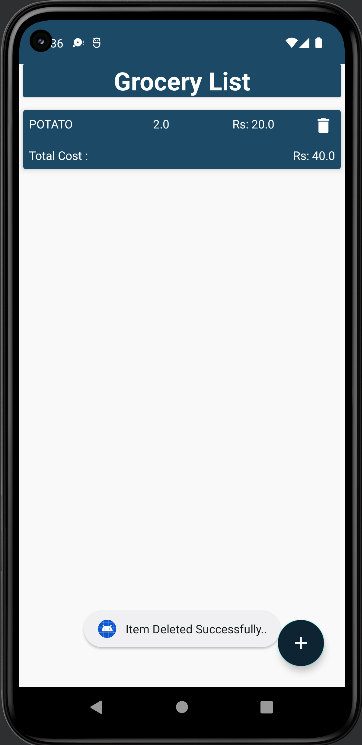 36
Grocery List
POTATO 2.0 Rs: 20.0
Total Cost : Rs: 40.0
Item Deleted Successfully..
+